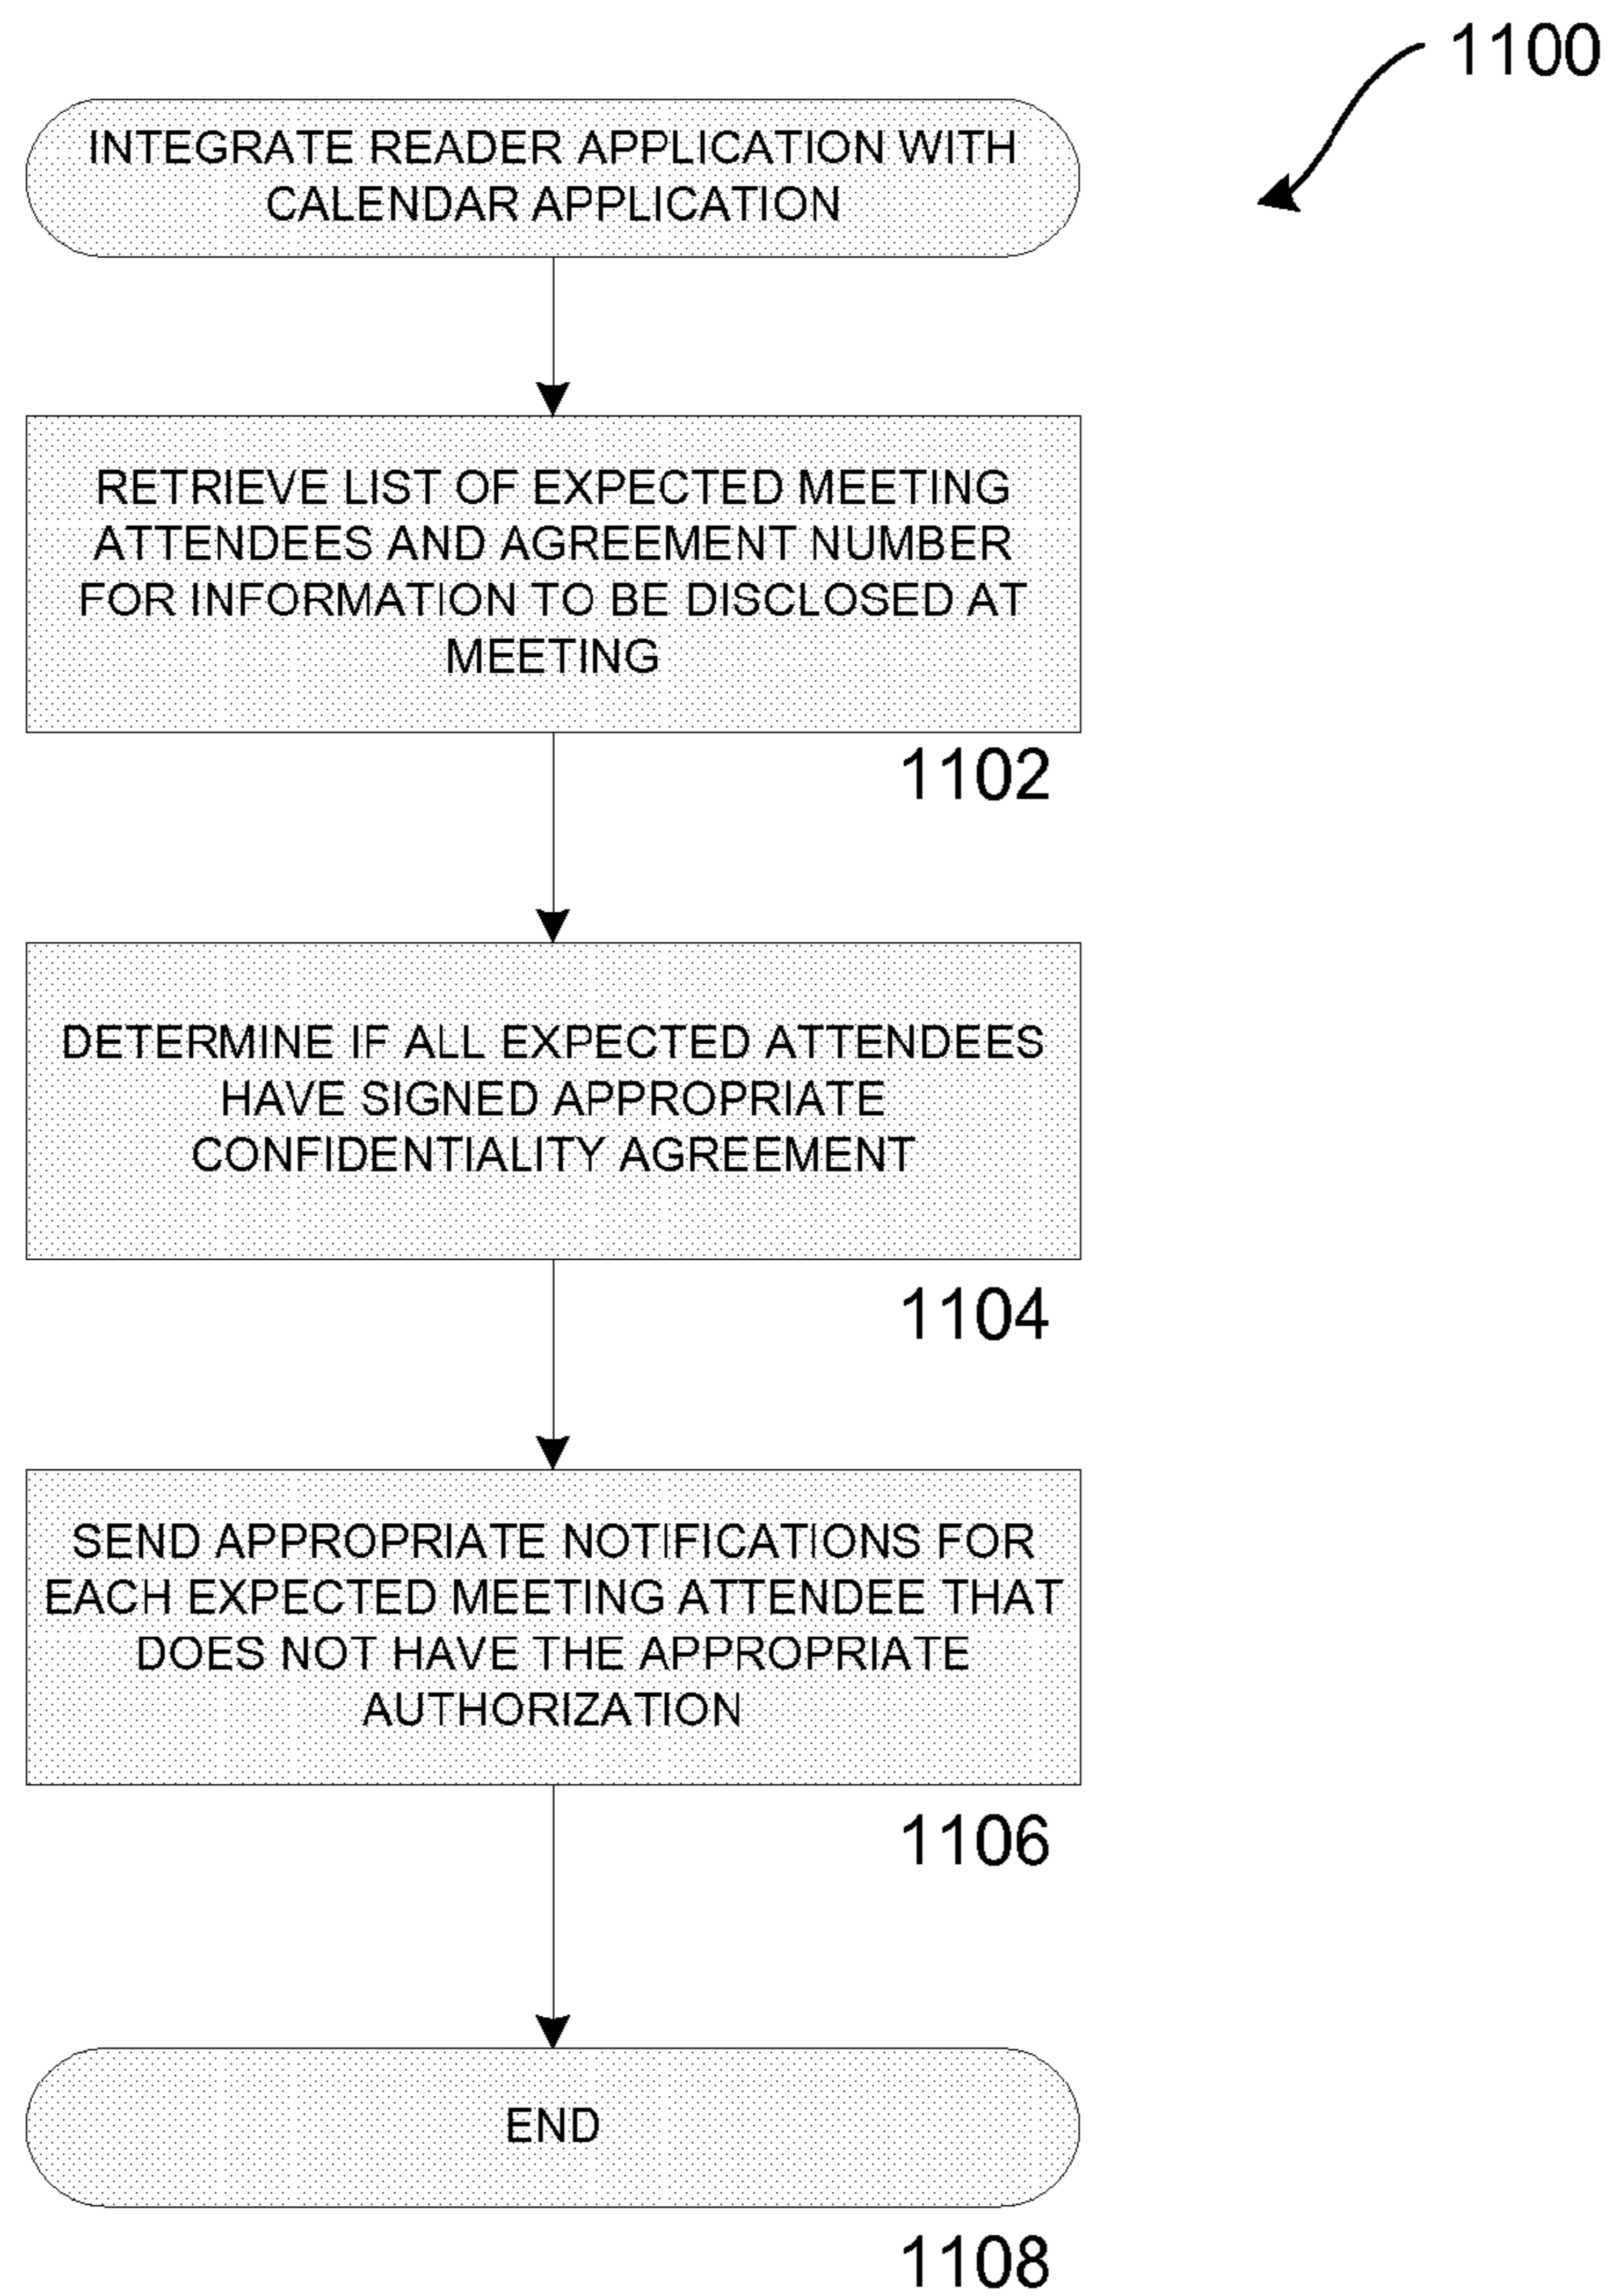 1100
INTEGRATE READER APPLICATION WITH
CALENDAR APPLICATION
RETRIEVE LIST OF EXPECTED MEETING
ATTENDEES AND AGREEMENT NUMBER
FOR INFORMATION TO BE DISCLOSED AT
MEETING
1102
DETERMINE IF ALL EXPECTED ATTENDEES
HAVE SIGNED APPROPRIATE
CONFIDENTIALITY AGREEMENT
1104
SEND APPROPRIATE NOTIFICATIONS FOR
EACH EXPECTED MEETING ATTENDEE THAT
DOES NOT HAVE THE APPROPRIATE
AUTHORIZATION
1106
END
1108